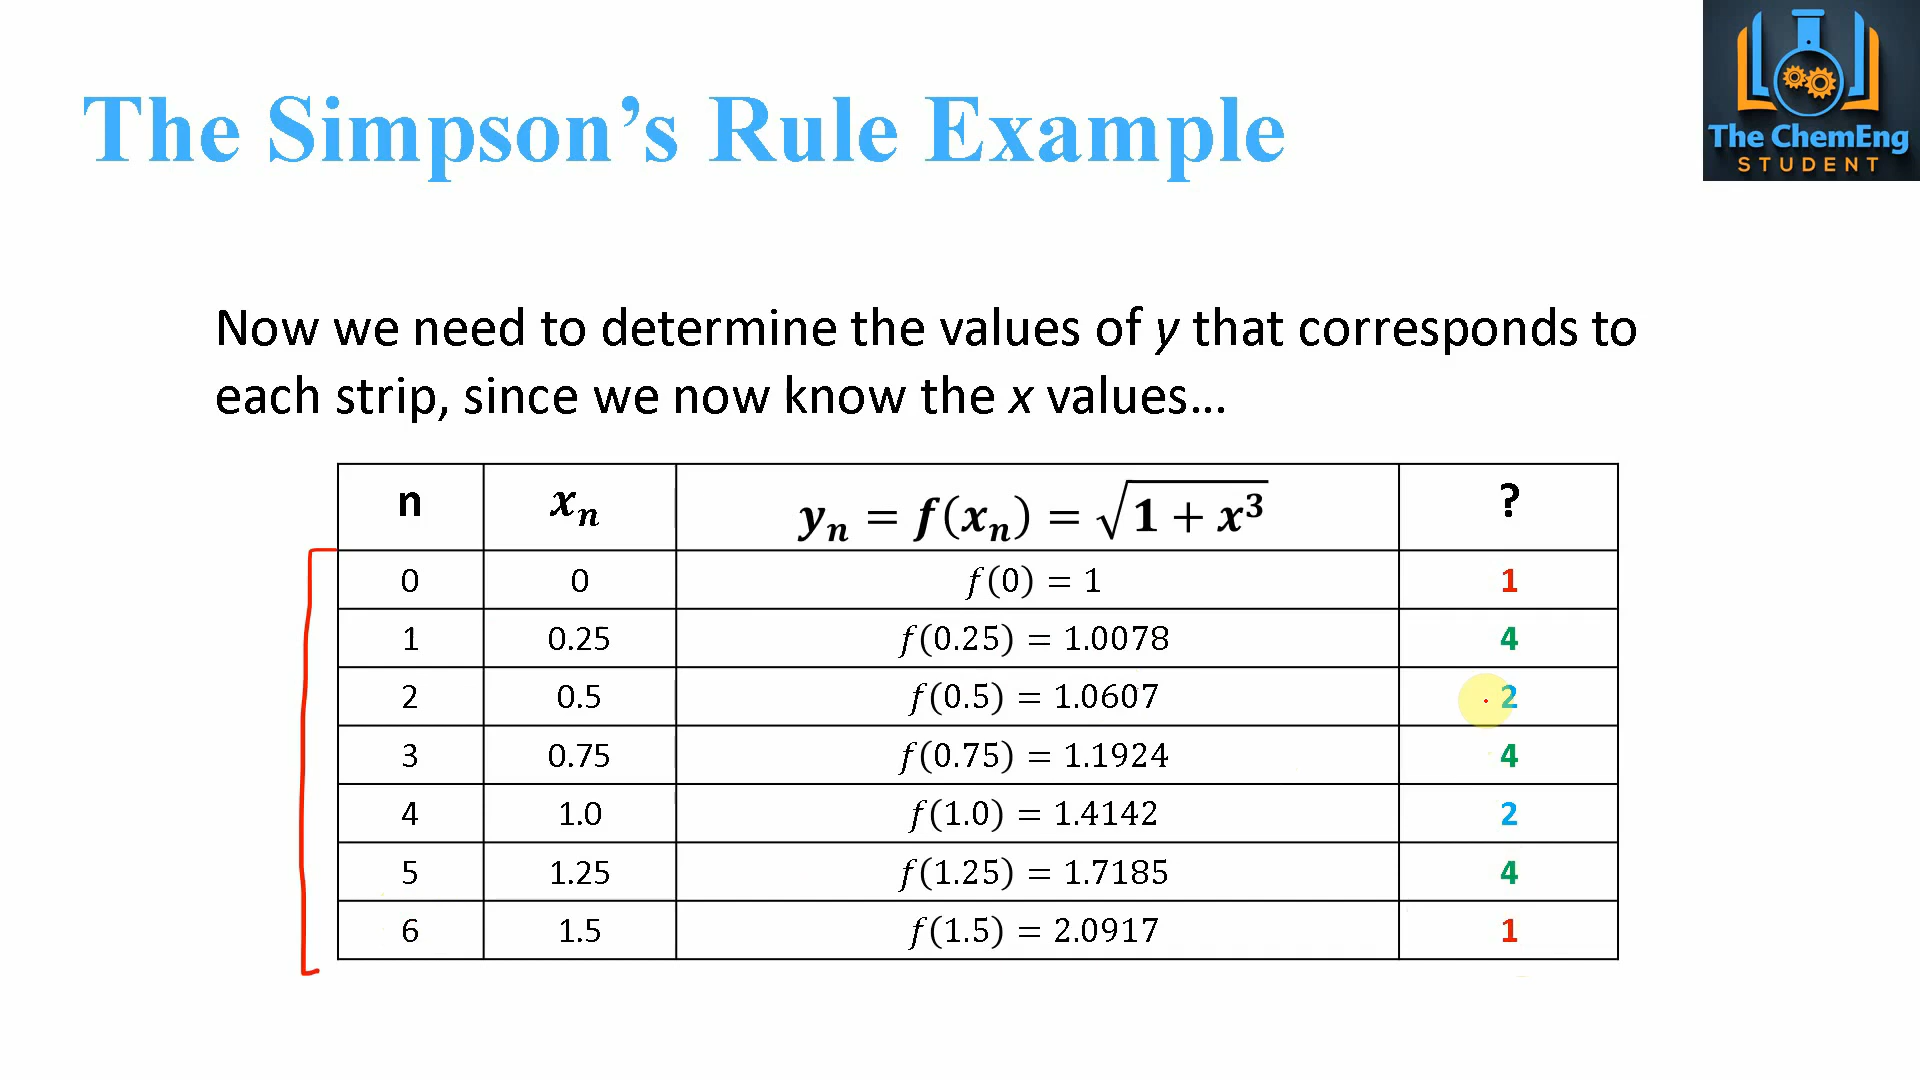 The ChemEng
STUDENT
The Simpson’s Rule Example
Now we need to determine the values of y that corresponds to
each strip, since we now know the x values…
n xₙ yₙ = f(xₙ) = √(1 + x³) ?
0 0 f(0) = 1 1
1 0.25 f(0.25) = 1.0078 4
2 0.5 f(0.5) = 1.0607 2
3 0.75 f(0.75) = 1.1924 4
4 1.0 f(1.0) = 1.4142 2
5 1.25 f(1.25) = 1.7185 4
6 1.5 f(1.5) = 2.0917 1